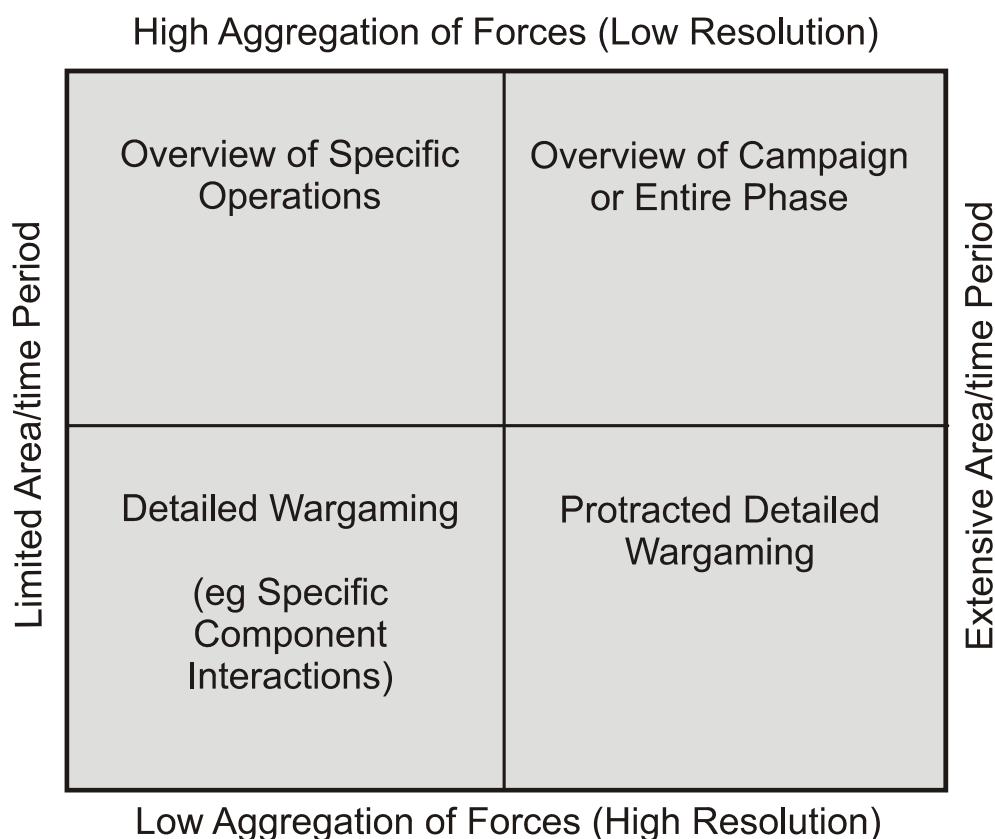 High Aggregation of Forces (Low Resolution)
Overview of Specific
Operations
Overview of Campaign
or Entire Phase
Limited Area/time Period
Extensive Area/time Period
Detailed Wargaming
(eg Specific
Component
Interactions)
Protracted Detailed
Wargaming
Low Aggregation of Forces (High Resolution)